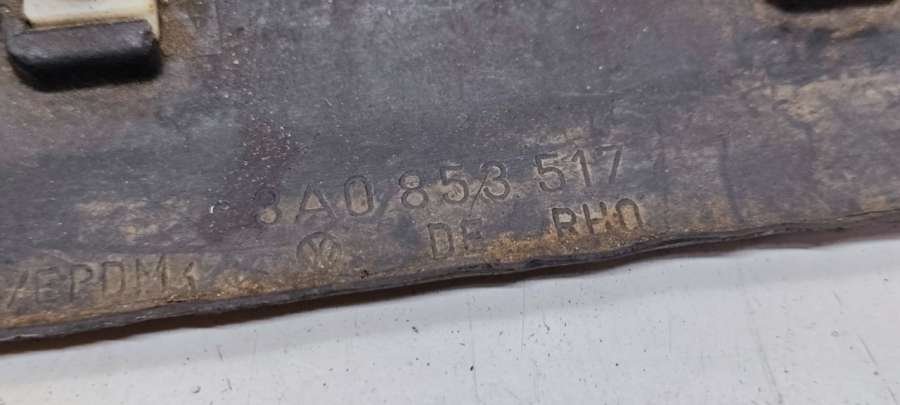 3A0 853 517
DE RHO
/EPDM